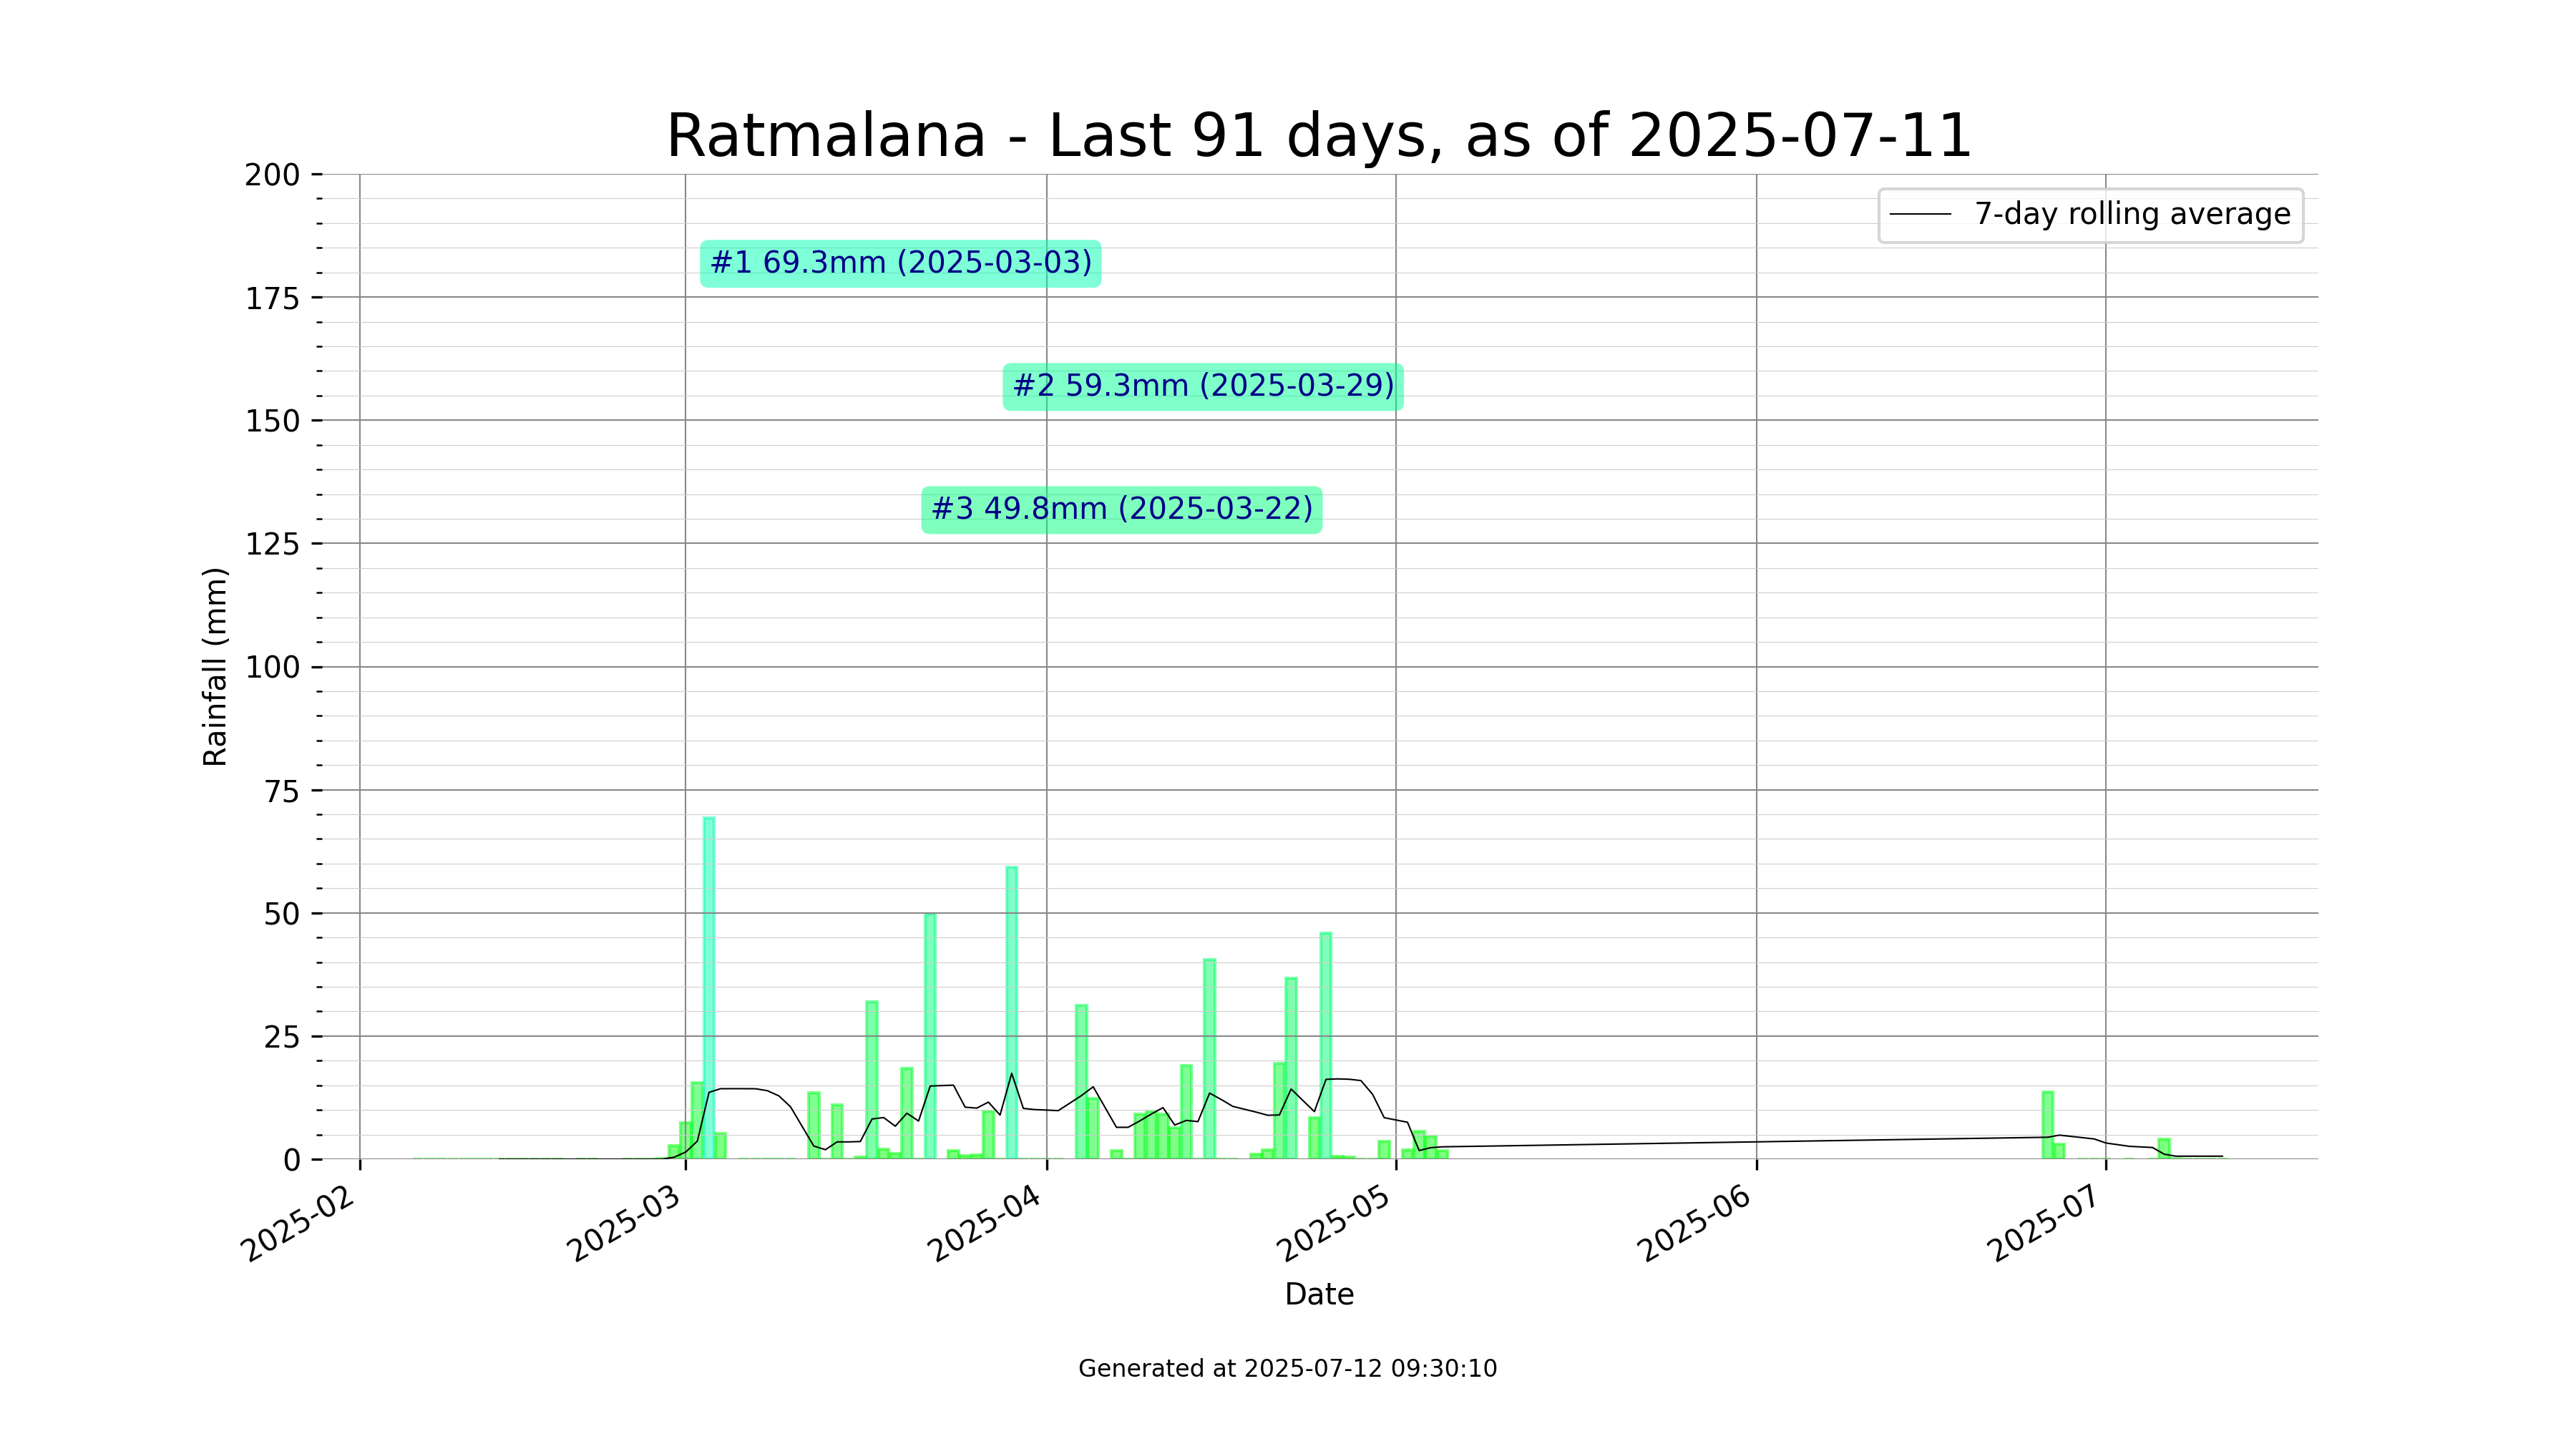 Ratmalana - Last 91 days, as of 2025-07-11
200
175
150
125
100
75
50
25
0
Rainfall (mm)
7-day rolling average
#1 69.3mm (2025-03-03)
#2 59.3mm (2025-03-29)
#3 49.8mm (2025-03-22)
2025-02
2025-03
2025-04
2025-05
2025-06
2025-07
Date
Generated at 2025-07-12 09:30:10